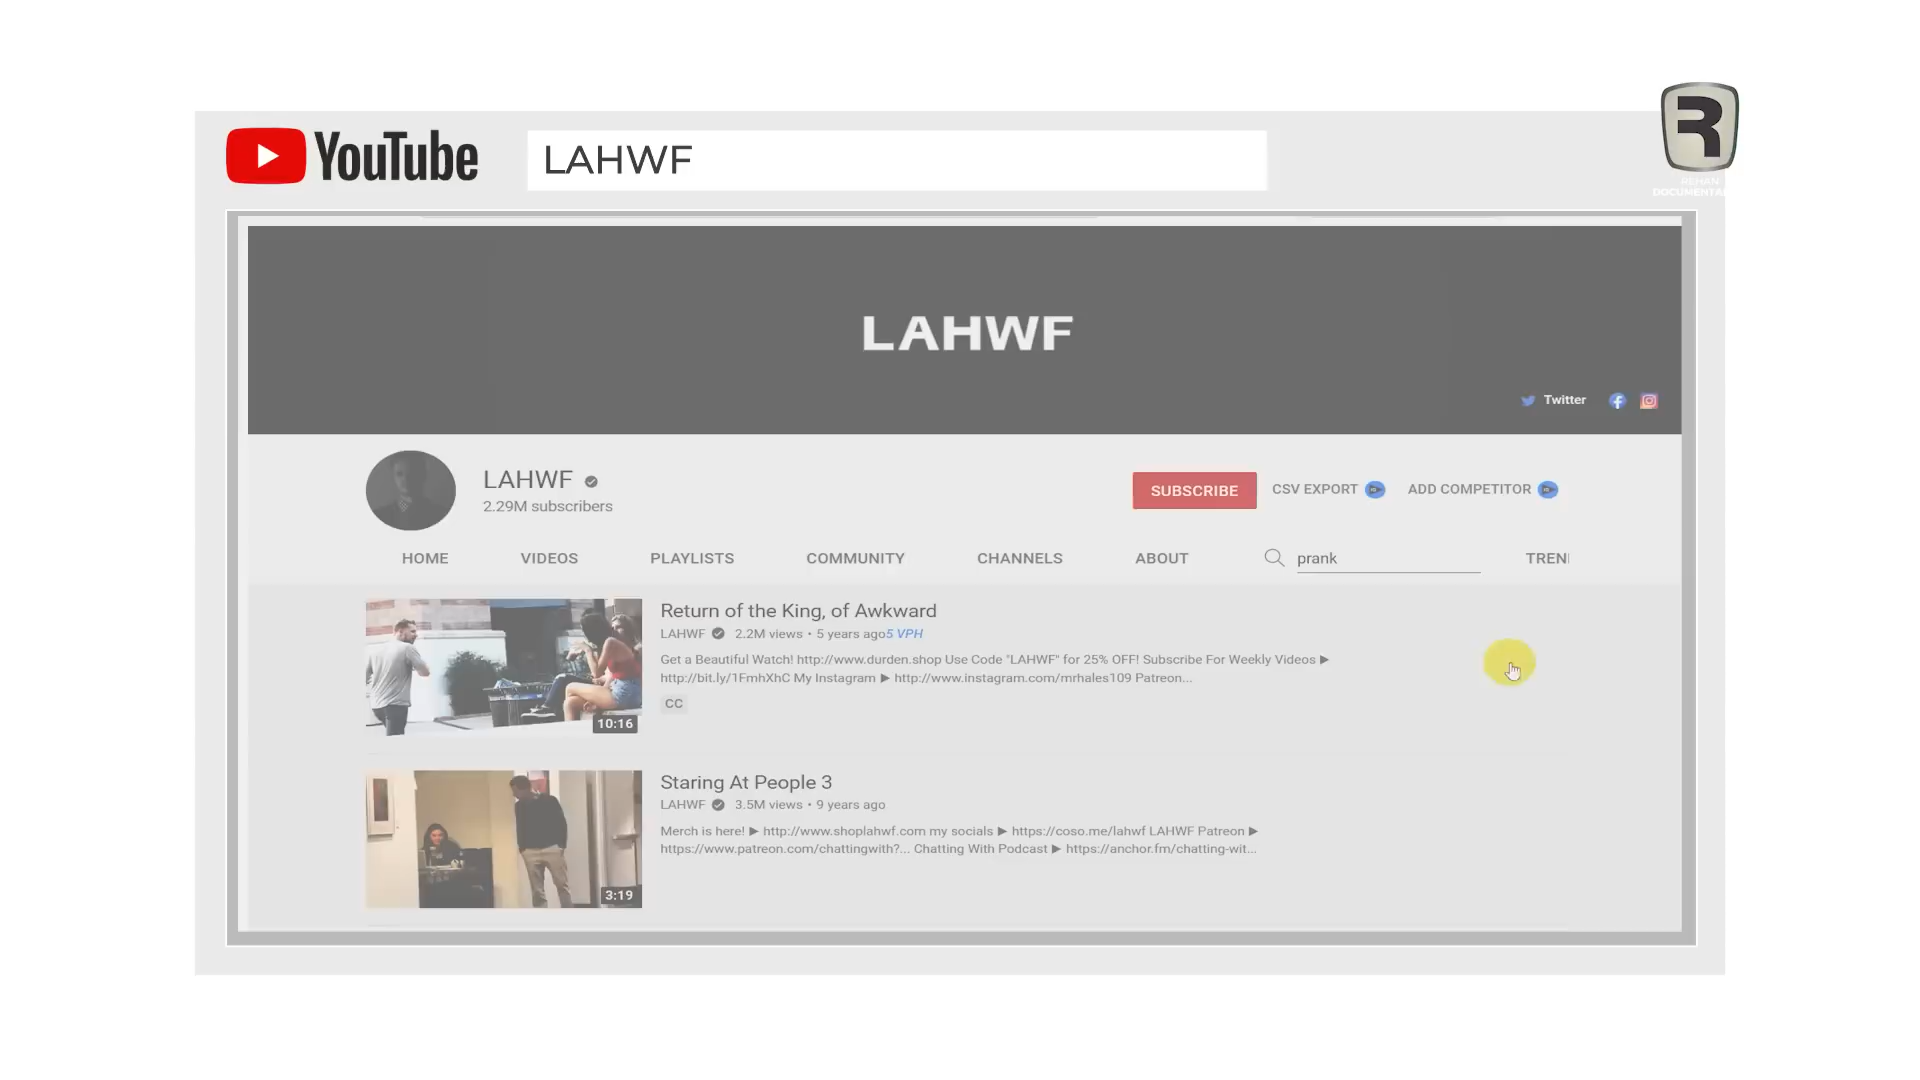 YouTube
LAHWF
R
REHAN
LAHWF
Twitter
LAHWF
2.29M subscribers
SUBSCRIBE
CSV EXPORT
ADD COMPETITOR
HOME VIDEOS PLAYLISTS COMMUNITY CHANNELS ABOUT prank TREN
Return of the King, of Awkward
LAHWF 2.2M views • 5 years ago5 VPH
Get a Beautiful Watch! http://www.durden.shop Use Code "LAHWF" for 25% OFF! Subscribe For Weekly Videos ▶
http://bit.ly/1FmhXhC My Instagram ▶ http://www.instagram.com/mrhales109 Patreon...
CC
10:16
Staring At People 3
LAHWF 3.5M views • 9 years ago
Merch is here! ▶ http://www.shoplahwf.com my socials ▶ https://coso.me/lahwf LAHWF Patreon ▶
https://www.patreon.com/chattingwith?... Chatting With Podcast ▶ https://anchor.fm/chatting-wit...
3:19